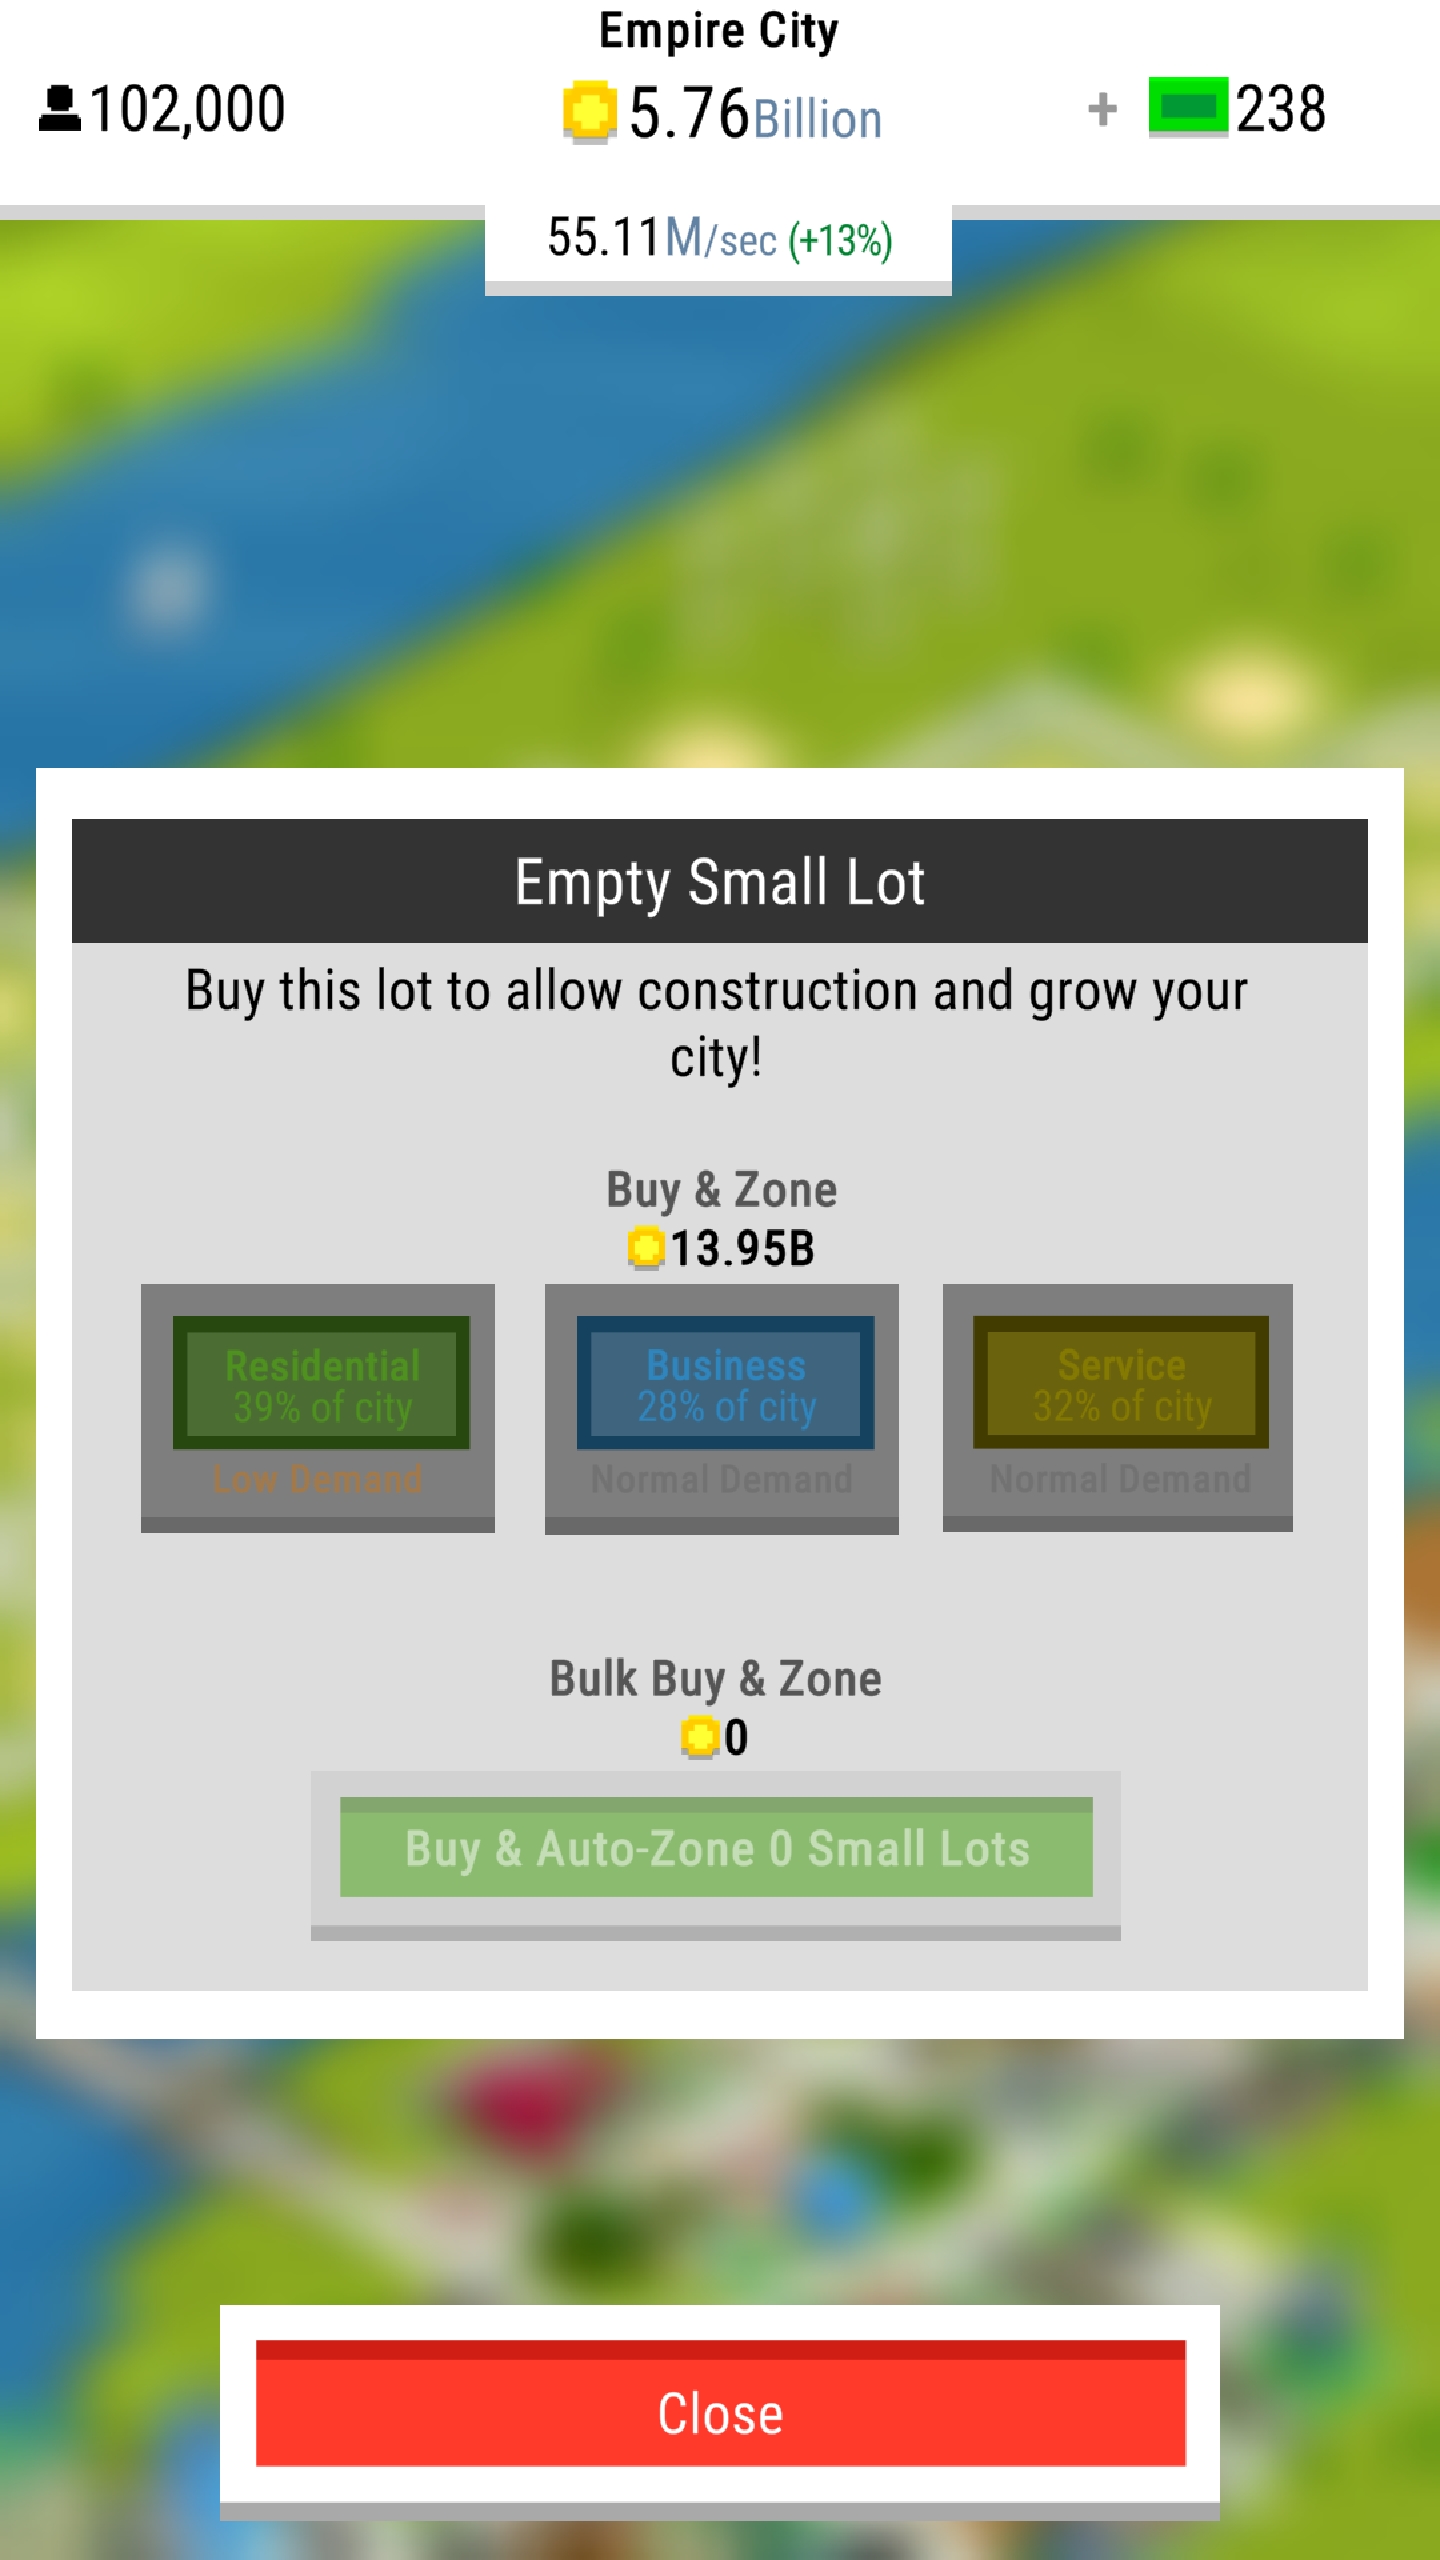 Empire City
102,000
5.76Billion
+ 238
55.11M/sec (+13%)
Empty Small Lot
Buy this lot to allow construction and grow your
city!
Buy & Zone
13.95B
Residential
39% of city
Low Demand
Business
28% of city
Normal Demand
Service
32% of city
Normal Demand
Bulk Buy & Zone
0
Buy & Auto-Zone 0 Small Lots
Close